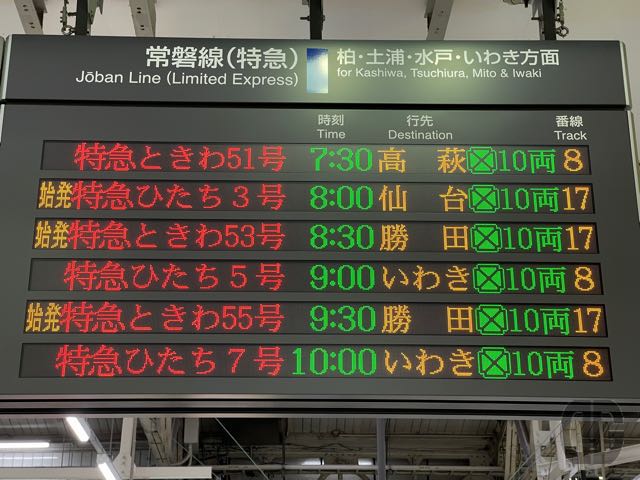 常磐線(特急) 柏・土浦・水戸・いわき方面
Jōban Line (Limited Express) for Kashiwa, Tsuchiura, Mito & Iwaki
時刻 行先 番線
Time Destination Track
特急ときわ51号 7:30 高萩 10両 8
始発 特急ひたち3号 8:00 仙台 10両 17
始発 特急ときわ53号 8:30 勝田 10両 17
特急ひたち5号 9:00 いわき 10両 8
始発 特急ときわ55号 9:30 勝田 10両 17
特急ひたち7号 10:00 いわき 10両 8